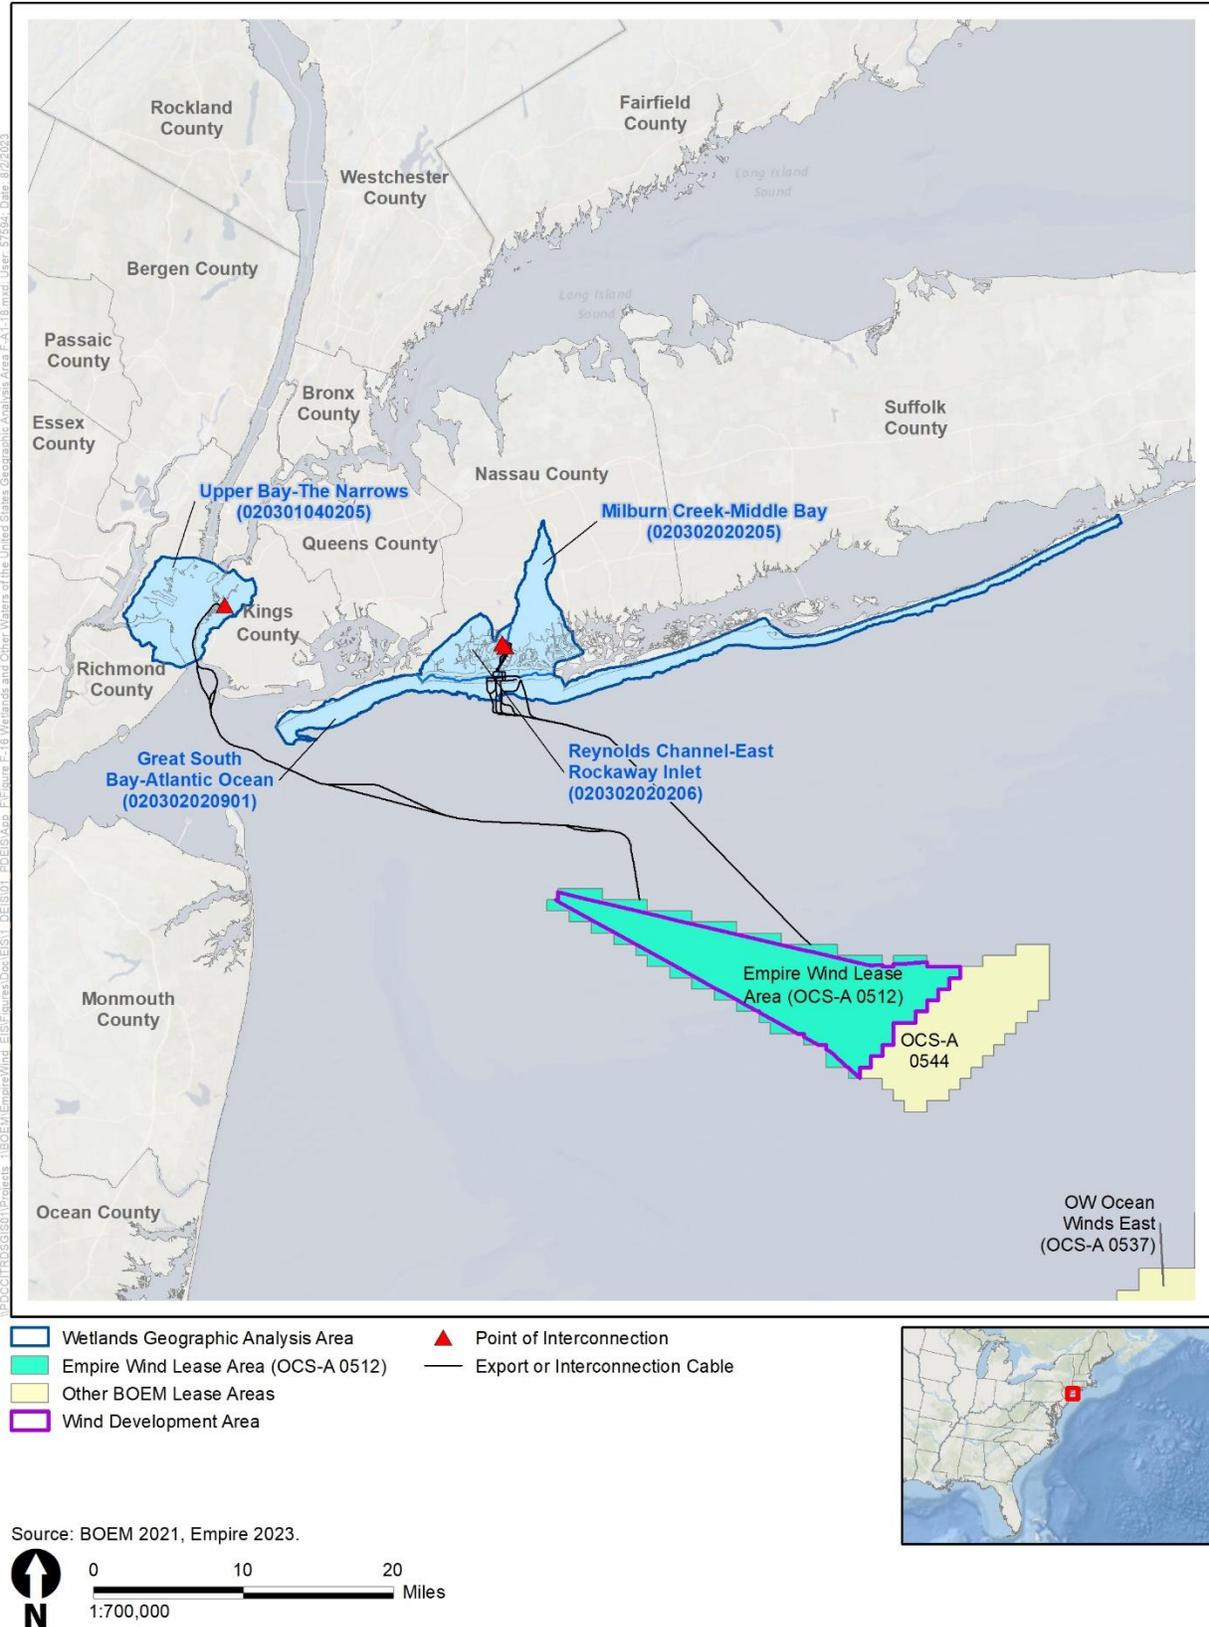 Rockland
County
Fairfield
County
Long Island
Sound
Westchester
County
Bergen County
Long Island
Sound
Passaic
County
Bronx
County
Essex
County
Suffolk
County
Nassau County
Upper Bay-The Narrows
(020301040205)
Milburn Creek-Middle Bay
(020302020205)
Queens County
Kings
County
Richmond
County
Great South
Bay-Atlantic Ocean
(020302020901)
Reynolds Channel-East
Rockaway Inlet
(020302020206)
Empire Wind Lease
Area (OCS-A 0512)
Monmouth
County
OCS-A
0544
Ocean County
OW Ocean
Winds East
(OCS-A 0537)
Wetlands Geographic Analysis Area
Empire Wind Lease Area (OCS-A 0512)
Other BOEM Lease Areas
Wind Development Area
Point of Interconnection
Export or Interconnection Cable
Source: BOEM 2021, Empire 2023.
N
0 10 20
Miles
1:700,000